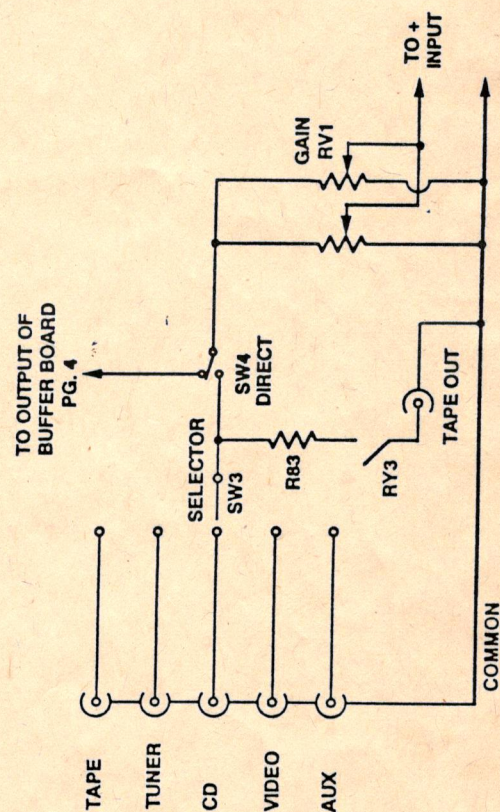 TO OUTPUT OF
BUFFER BOARD
PG. 4
TAPE
TUNER
CD
VIDEO
AUX
SELECTOR
SW3
SW4
DIRECT
R83
RY3
TAPE OUT
GAIN
RV1
TO +
INPUT
COMMON